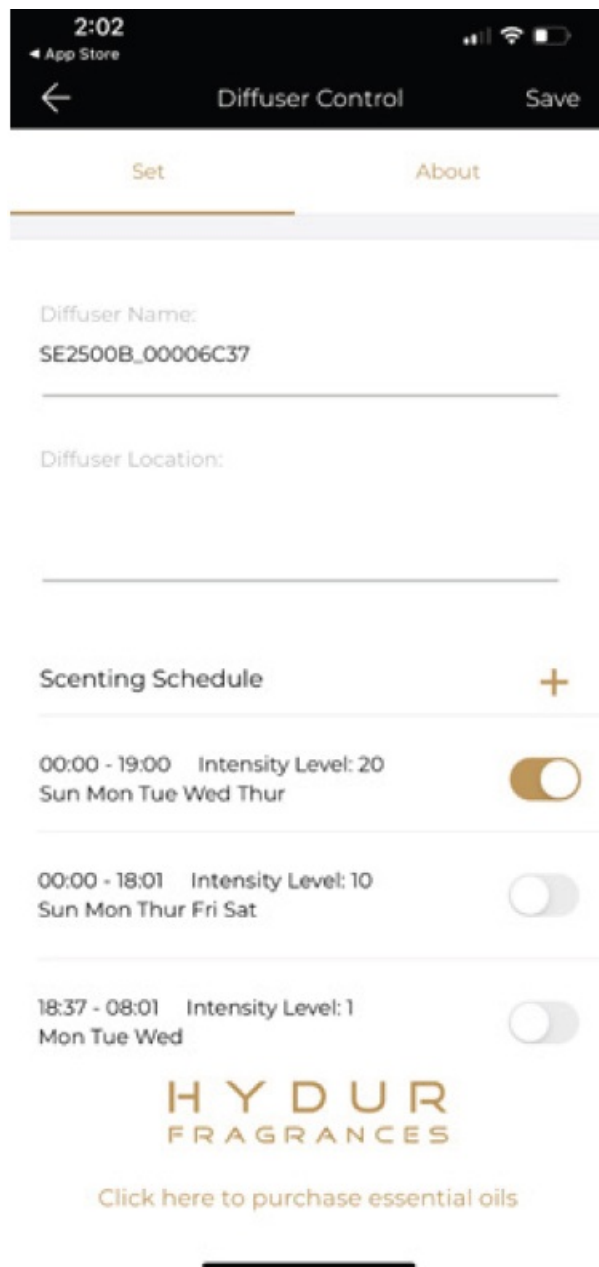 2:02
◀ App Store
Diffuser Control
Save
Set
About
Diffuser Name:
SE2500B_00006C37
Diffuser Location:
Scenting Schedule
+
00:00 - 19:00 Intensity Level: 20
Sun Mon Tue Wed Thur
00:00 - 18:01 Intensity Level: 10
Sun Mon Thur Fri Sat
18:37 - 08:01 Intensity Level: 1
Mon Tue Wed
HYDUR
FRAGRANCES
Click here to purchase essential oils